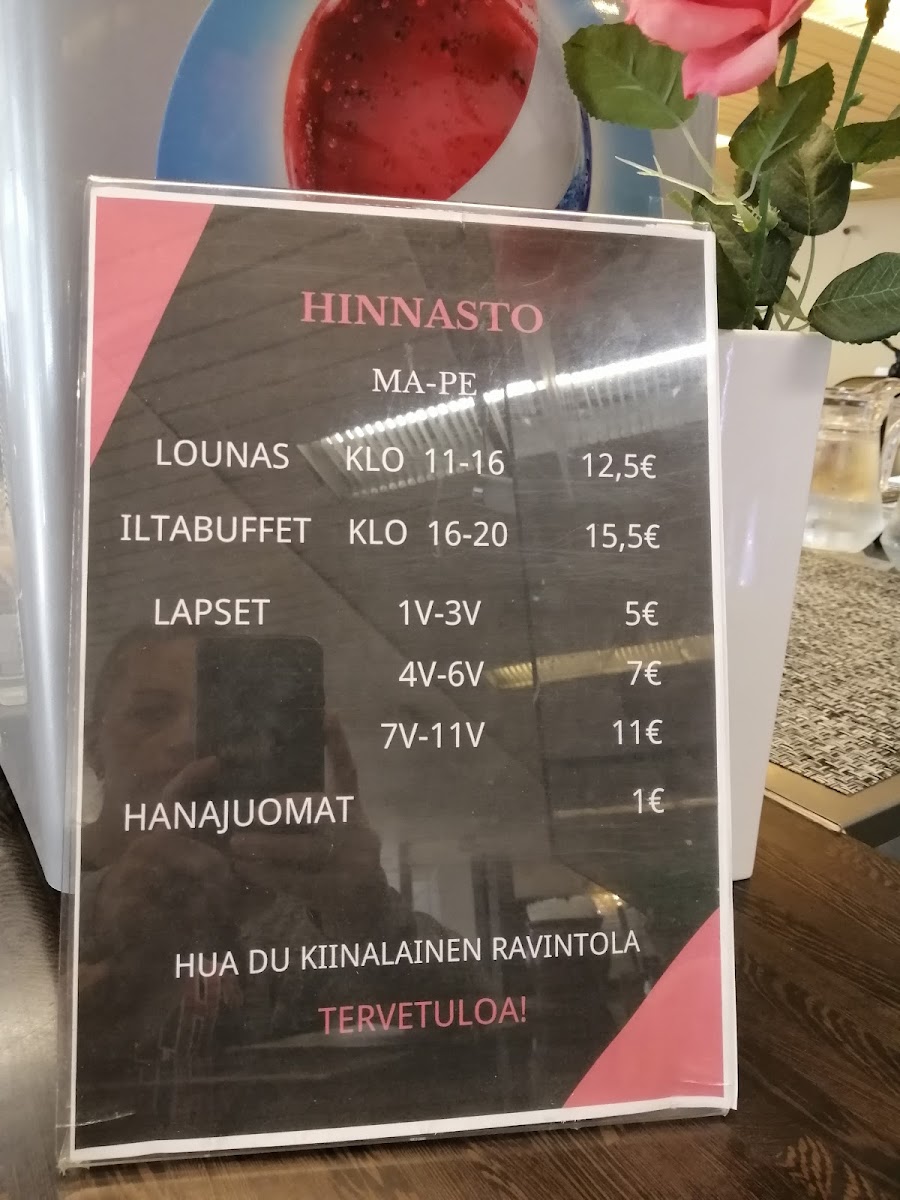 HINNASTO
MA-PE
LOUNAS KLO 11-16 12,5€
ILTABUFFET KLO 16-20 15,5€
LAPSET 1V-3V 5€
4V-6V 7€
7V-11V 11€
HANAJUOMAT 1€
HUA DU KIINALAINEN RAVINTOLA
TERVETULOA!